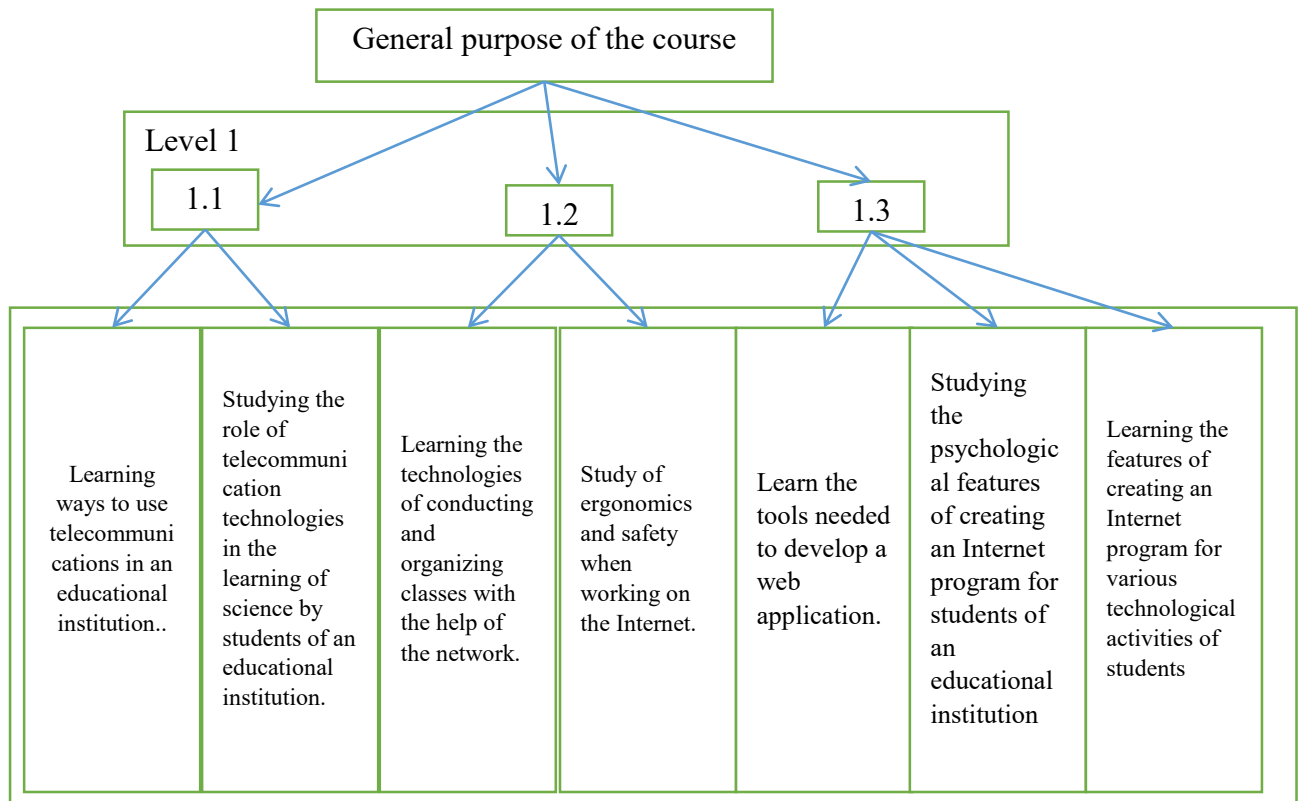 General purpose of the course
Level 1
1.1
1.2
1.3
Learning
ways to use
telecommuni
cations in an
educational
institution..
Studying the
role of
telecommuni
cation
technologies
in the
learning of
science by
students of an
educational
institution.
Learning the
technologies
of conducting
and
organizing
classes with
the help of
the network.
Study of
ergonomics
and safety
when
working on
the Internet.
Learn the
tools needed
to develop a
web
application.
Studying
the
psychologic
al features
of creating
an Internet
program for
students of
an
educational
institution
Learning the
features of
creating an
Internet
program for
various
technological
activities of
students